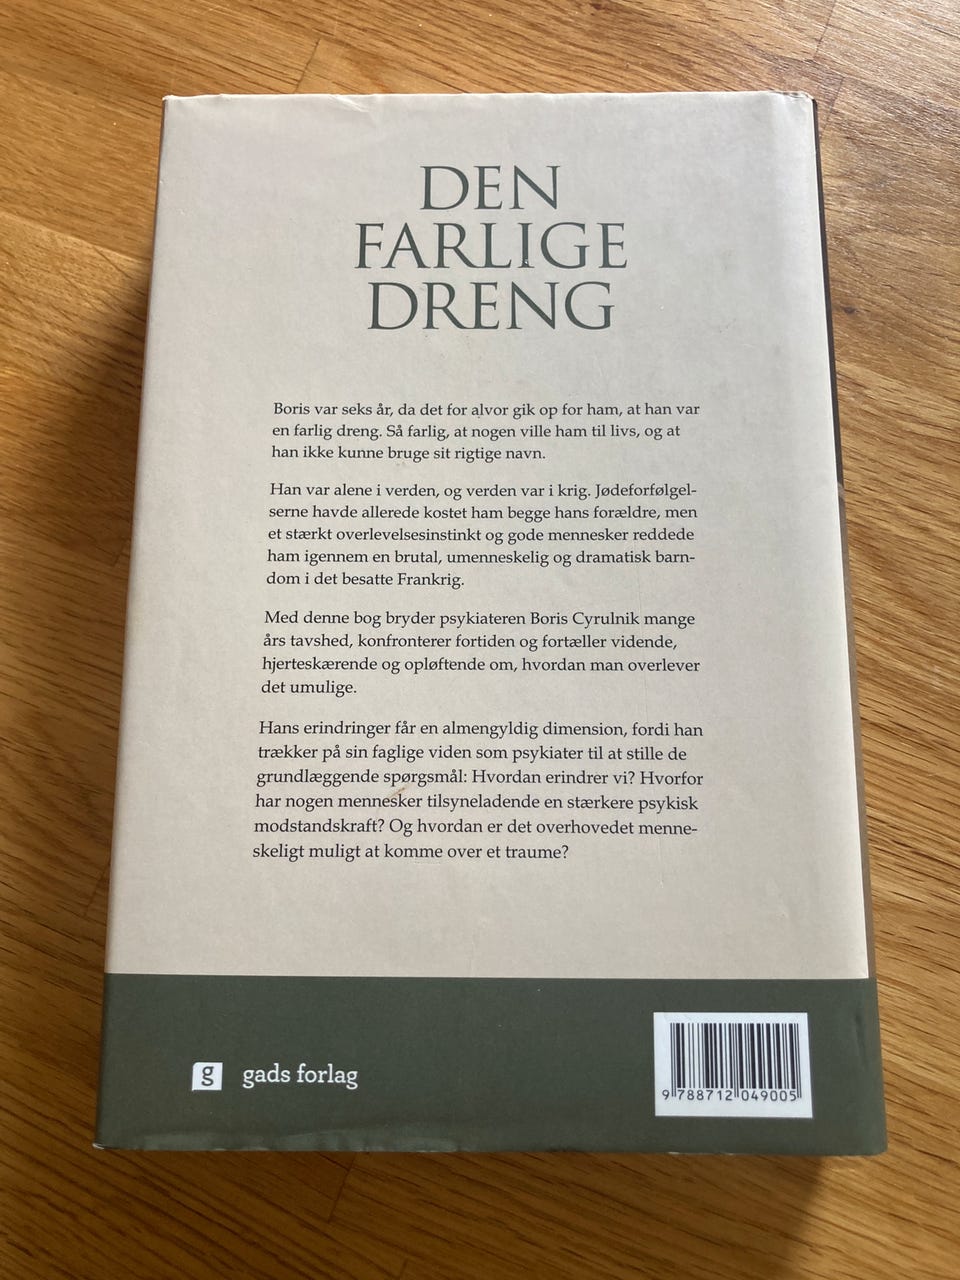 DEN
FARLIGE
DRENG
Boris var seks år, da det for alvor gik op for ham, at han var
en farlig dreng. Så farlig, at nogen ville ham til livs, og at
han ikke kunne bruge sit rigtige navn.
Han var alene i verden, og verden var i krig. Jødeforfølgel-
serne havde allerede kostet ham begge hans forældre, men
et stærkt overlevelsesinstinkt og gode mennesker reddede
ham igennem en brutal, umenneskelig og dramatisk barn-
dom i det besatte Frankrig.
Med denne bog bryder psykiateren Boris Cyrulnik mange
års tavshed, konfronterer fortiden og fortæller vidende,
hjerteskærende og opløftende om, hvordan man overlever
det umulige.
Hans erindringer får en almengyldig dimension, fordi han
trækker på sin faglige viden som psykiater til at stille de
grundlæggende spørgsmål: Hvordan erindrer vi? Hvorfor
har nogen mennesker tilsyneladende en stærkere psykisk
modstandskraft? Og hvordan er det overhovedet menne-
skeligt muligt at komme over et traume?
g gads forlag
9 788712 049005